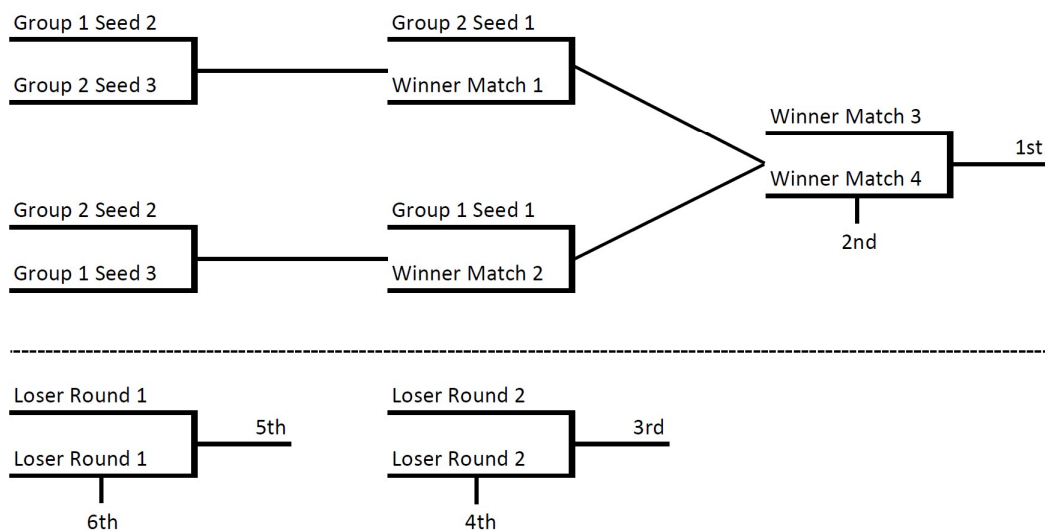 Group 1 Seed 2
Group 2 Seed 3
Group 2 Seed 1
Winner Match 1
Winner Match 3
Winner Match 4
1st
2nd
Group 2 Seed 2
Group 1 Seed 3
Group 1 Seed 1
Winner Match 2
Loser Round 1
Loser Round 1
5th
6th
Loser Round 2
Loser Round 2
3rd
4th